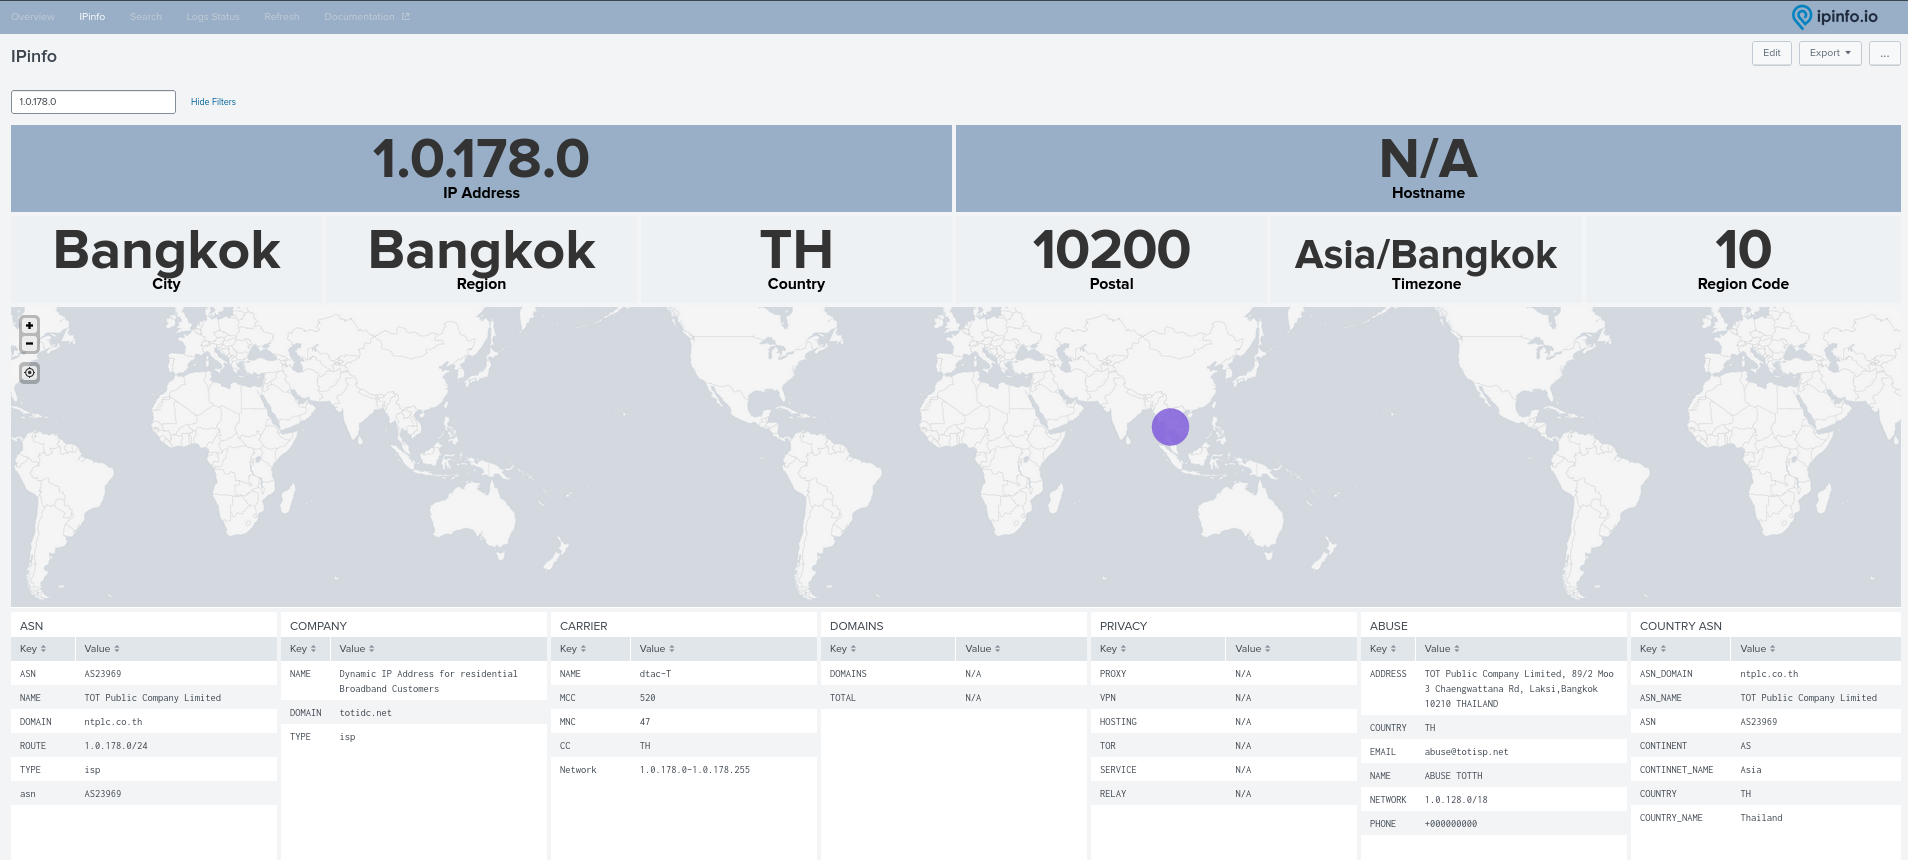 Overview IPinfo Search Logs Status Refresh Documentation
ipinfo.io
IPinfo
Edit Export ...
1.0.178.0 Hide Filters
1.0.178.0
IP Address
N/A
Hostname
Bangkok
City
Bangkok
Region
TH
Country
10200
Postal
Asia/Bangkok
Timezone
10
Region Code
+
−
ASN
Key Value
ASN AS23969
NAME TOT Public Company Limited
DOMAIN ntplc.co.th
ROUTE 1.0.178.0/24
TYPE isp
asn AS23969
COMPANY
Key Value
NAME Dynamic IP Address for residential
Broadband Customers
DOMAIN totidc.net
TYPE isp
CARRIER
Key Value
NAME dtac-T
MCC 520
MNC 47
CC TH
Network 1.0.178.0-1.0.178.255
DOMAINS
Key Value
DOMAINS N/A
TOTAL N/A
PRIVACY
Key Value
PROXY N/A
VPN N/A
HOSTING N/A
TOR N/A
SERVICE N/A
RELAY N/A
ABUSE
Key Value
ADDRESS TOT Public Company Limited, 89/2 Moo
3 Chaengwattana Rd, Laksi,Bangkok
10210 THAILAND
COUNTRY TH
EMAIL abuse@totisp.net
NAME ABUSE TOTTH
NETWORK 1.0.128.0/18
PHONE +000000000
COUNTRY ASN
Key Value
ASN_DOMAIN ntplc.co.th
ASN_NAME TOT Public Company Limited
ASN AS23969
CONTINENT AS
CONTINNET_NAME Asia
COUNTRY TH
COUNTRY_NAME Thailand